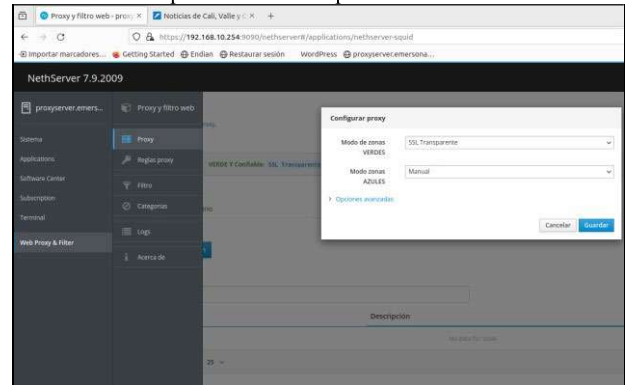 Proxy y filtro web - prox
Noticias de Cali, Valle y
https://192.168.10.254:9090/nethserver#/applications/nethserver-squid
Importar marcadores...
Getting Started
Endian
Restaurar sesión
WordPress
proxyserver.emersona...
NethServer 7.9.2009
proxyserver.emers...
Sistema
Applications
Software Center
Subscription
Terminal
Web Proxy & Filter
Proxy y filtro web
Proxy
Reglas proxy
Filtro
Categorias
Logs
Acerca de
VERDE Y Confiable: SSL Transparente
Configurar proxy
Modo de zonas
VERDES
SSL Transparente
Modo zonas
AZULES
Manual
Opciones avanzadas
Cancelar
Guardar
Descripción
25